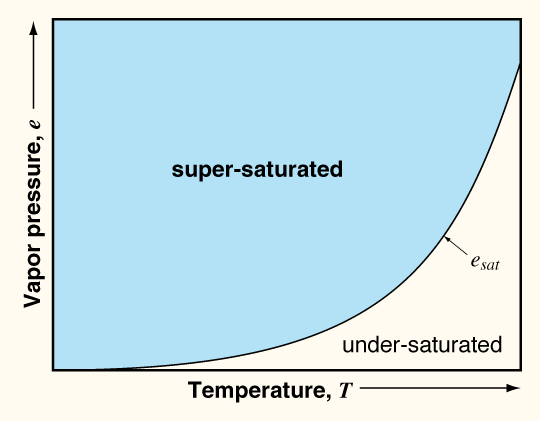 Vapor pressure, e
super-saturated
e_sat
under-saturated
Temperature, T